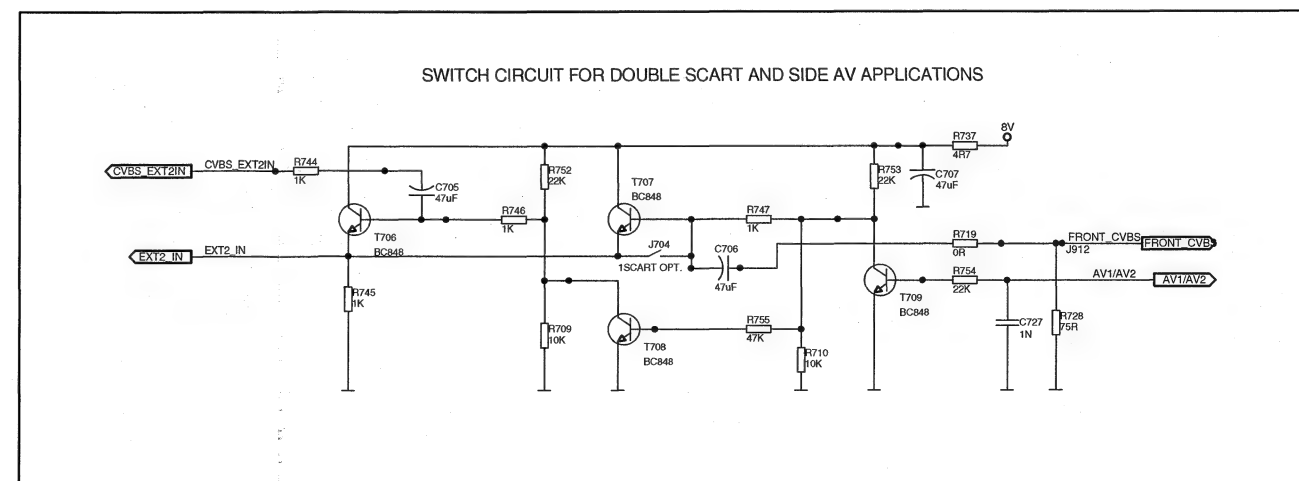 SWITCH CIRCUIT FOR DOUBLE SCART AND SIDE AV APPLICATIONS
8V
R737
4R7
CVBS_EXT2IN
CVBS_EXT2IN
R744
1K
C705
47uF
R752
22K
T707
BC848
R753
22K
C707
47uF
T706
BC848
R746
1K
R747
1K
J704
1SCART OPT.
C706
47uF
R719
0R
FRONT_CVBS
J912
FRONT_CVB
EXT2_IN
EXT2_IN
R745
1K
T709
BC848
R754
22K
AV1/AV2
AV1/AV2
R709
10K
T708
BC848
R755
47K
R710
10K
C727
1N
R728
75R